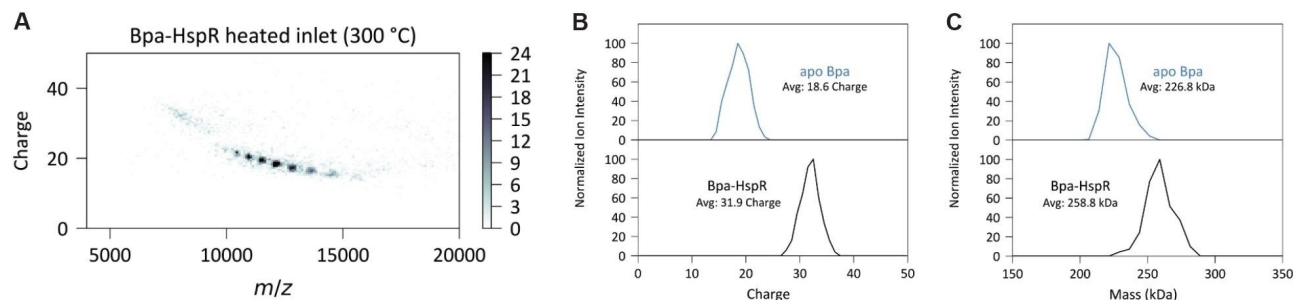 A
Bpa-HspR heated inlet (300 °C)
Charge
40
20
0
5000 10000 15000 20000
m/z
24
21
18
15
12
9
6
3
0
B
Normalized Ion Intensity
100
80
60
40
20
0
apo Bpa
Avg: 18.6 Charge
100
80
60
40
20
0
Bpa-HspR
Avg: 31.9 Charge
0 10 20 30 40 50
Charge
C
Normalized Ion Intensity
100
80
60
40
20
0
apo Bpa
Avg: 226.8 kDa
100
80
60
40
20
0
Bpa-HspR
Avg: 258.8 kDa
150 200 250 300 350
Mass (kDa)